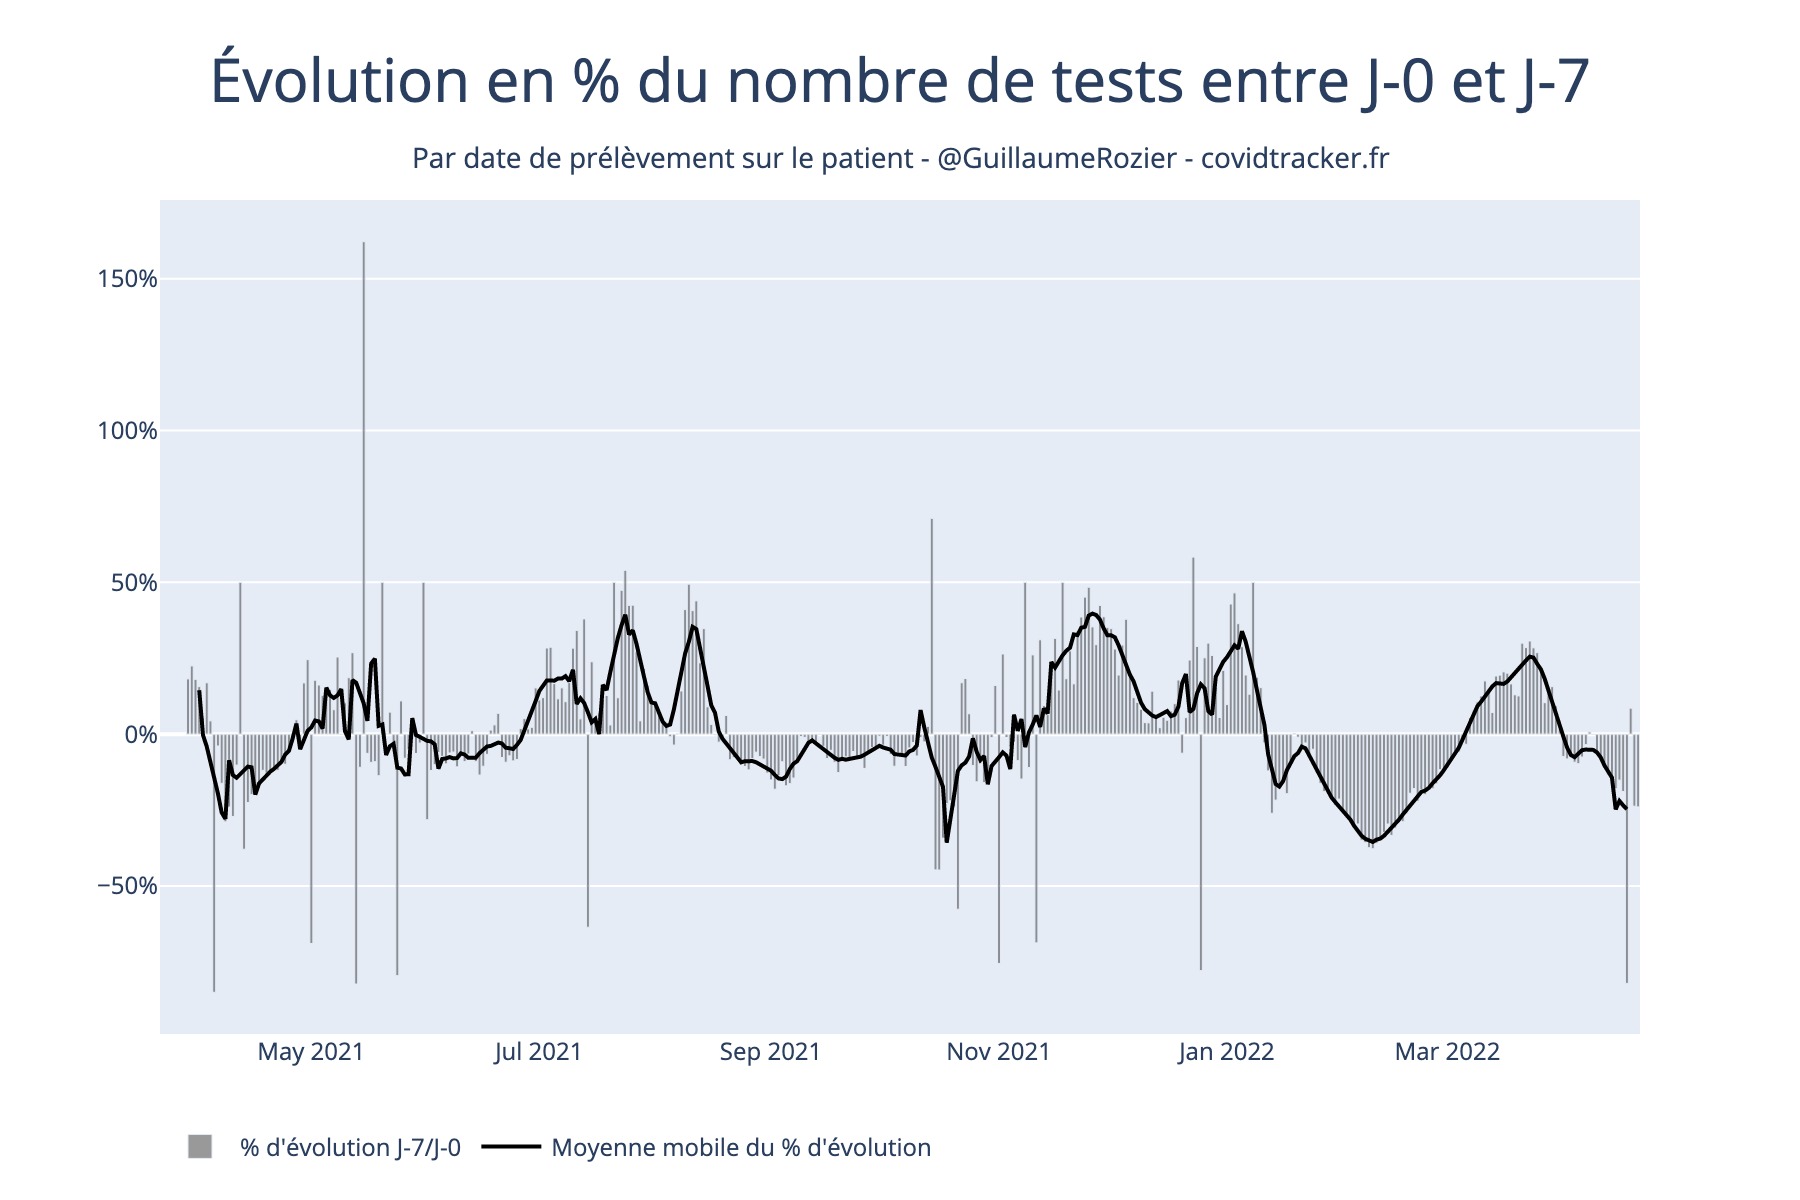 Évolution en % du nombre de tests entre J-0 et J-7
Par date de prélèvement sur le patient - @GuillaumeRozier - covidtracker.fr
150%
100%
50%
0%
−50%
May 2021
Jul 2021
Sep 2021
Nov 2021
Jan 2022
Mar 2022
% d'évolution J-7/J-0
Moyenne mobile du % d'évolution